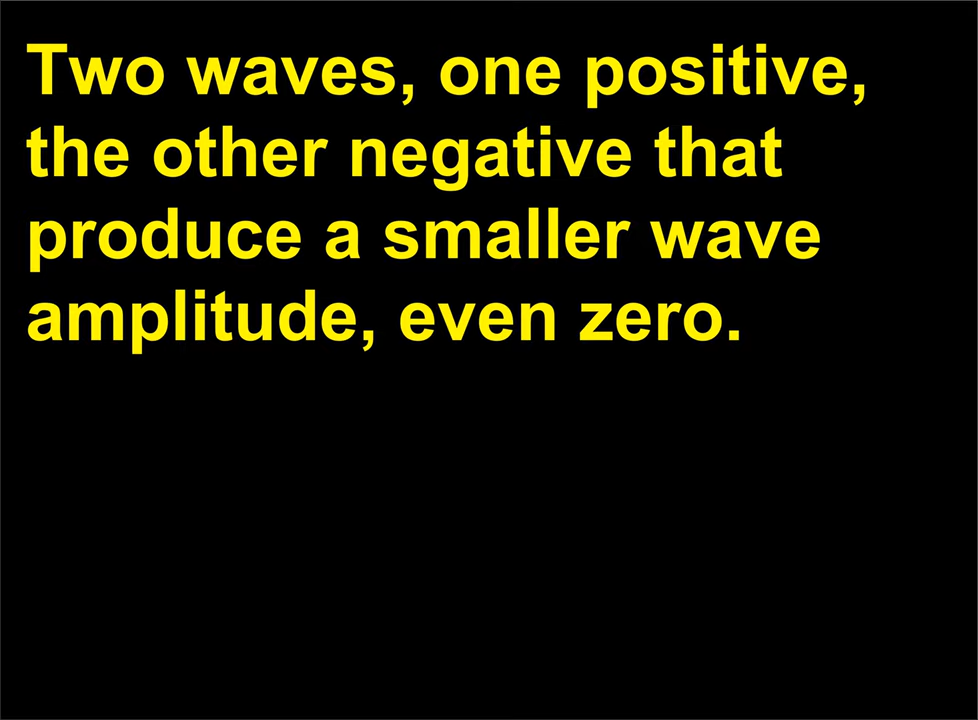 Two waves, one positive,
the other negative that
produce a smaller wave
amplitude, even zero.